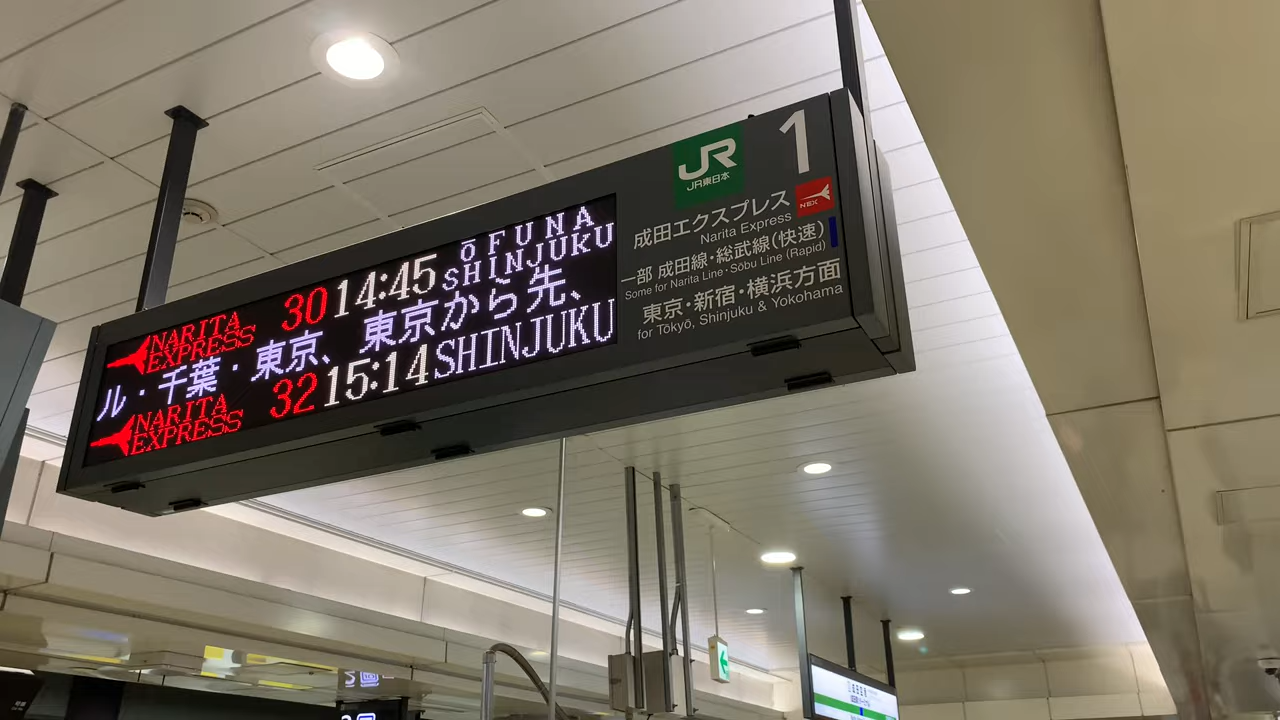 NARITA EXPRESS 30 14:45 ŌFUNA SHINJUKU
ル・千葉・東京、東京から先、
NARITA EXPRESS 32 15:14 SHINJUKU
JR
JR東日本
1
成田エクスプレス
NEX
Narita Express
一部 成田線・総武線(快速)
Some for Narita Line・Sōbu Line (Rapid)
東京・新宿・横浜方面
for Tōkyō, Shinjuku & Yokohama